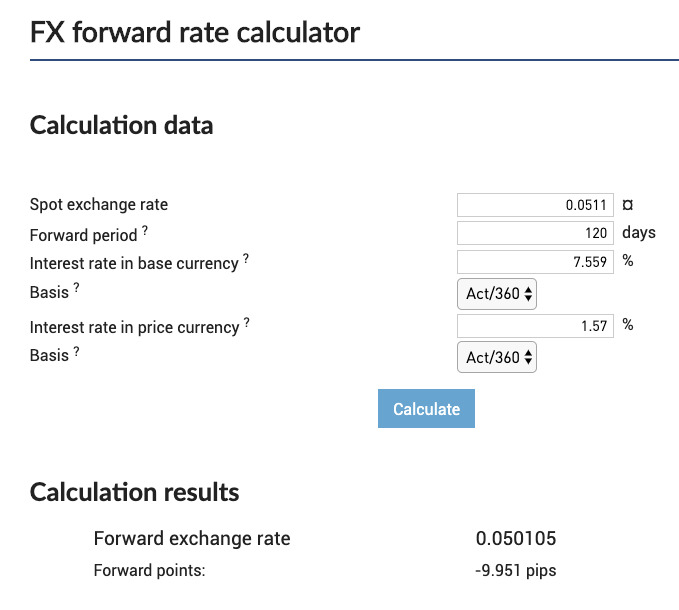 FX forward rate calculator
Calculation data
Spot exchange rate 0.0511 ¤
Forward period ? 120 days
Interest rate in base currency ? 7.559 %
Basis ? Act/360
Interest rate in price currency ? 1.57 %
Basis ? Act/360
Calculate
Calculation results
Forward exchange rate 0.050105
Forward points: -9.951 pips